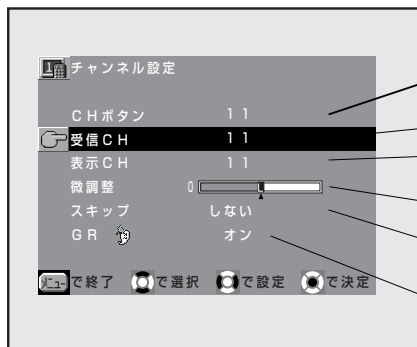 チャンネル設定
CHボタン 11
受信CH 11
表示CH 11
微調整 0
スキップ しない
GR オン
メニューで終了 で選択 で設定 で決定